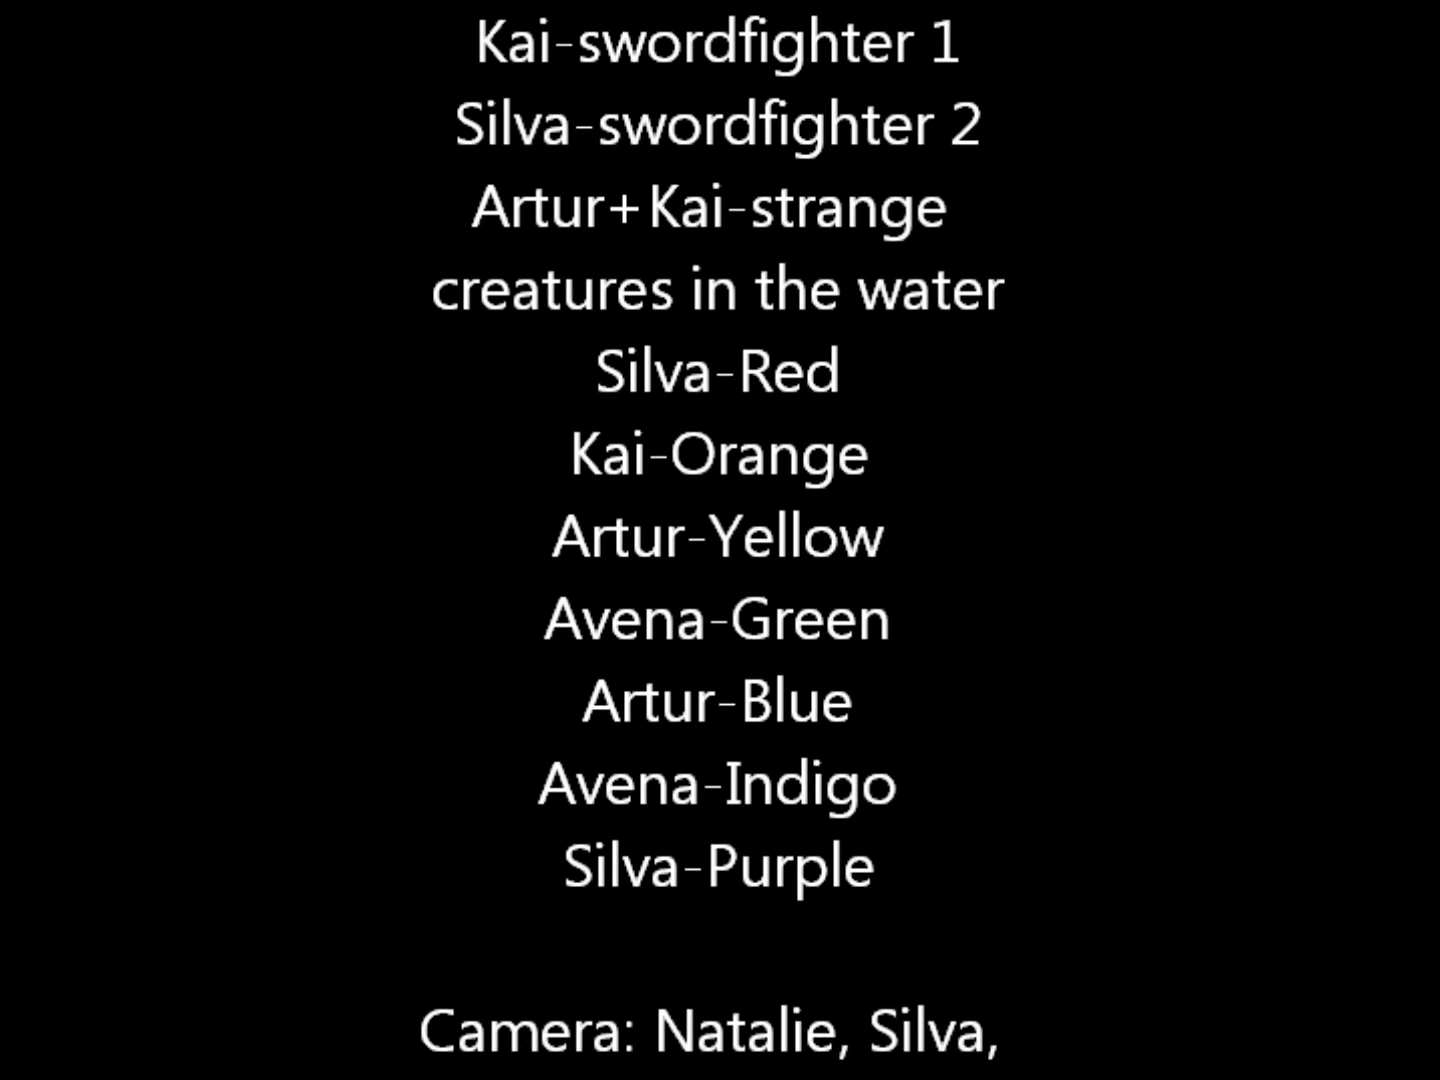 Kai-swordfighter 1
Silva-swordfighter 2
Artur+Kai-strange
creatures in the water
Silva-Red
Kai-Orange
Artur-Yellow
Avena-Green
Artur-Blue
Avena-Indigo
Silva-Purple
Camera: Natalie, Silva,